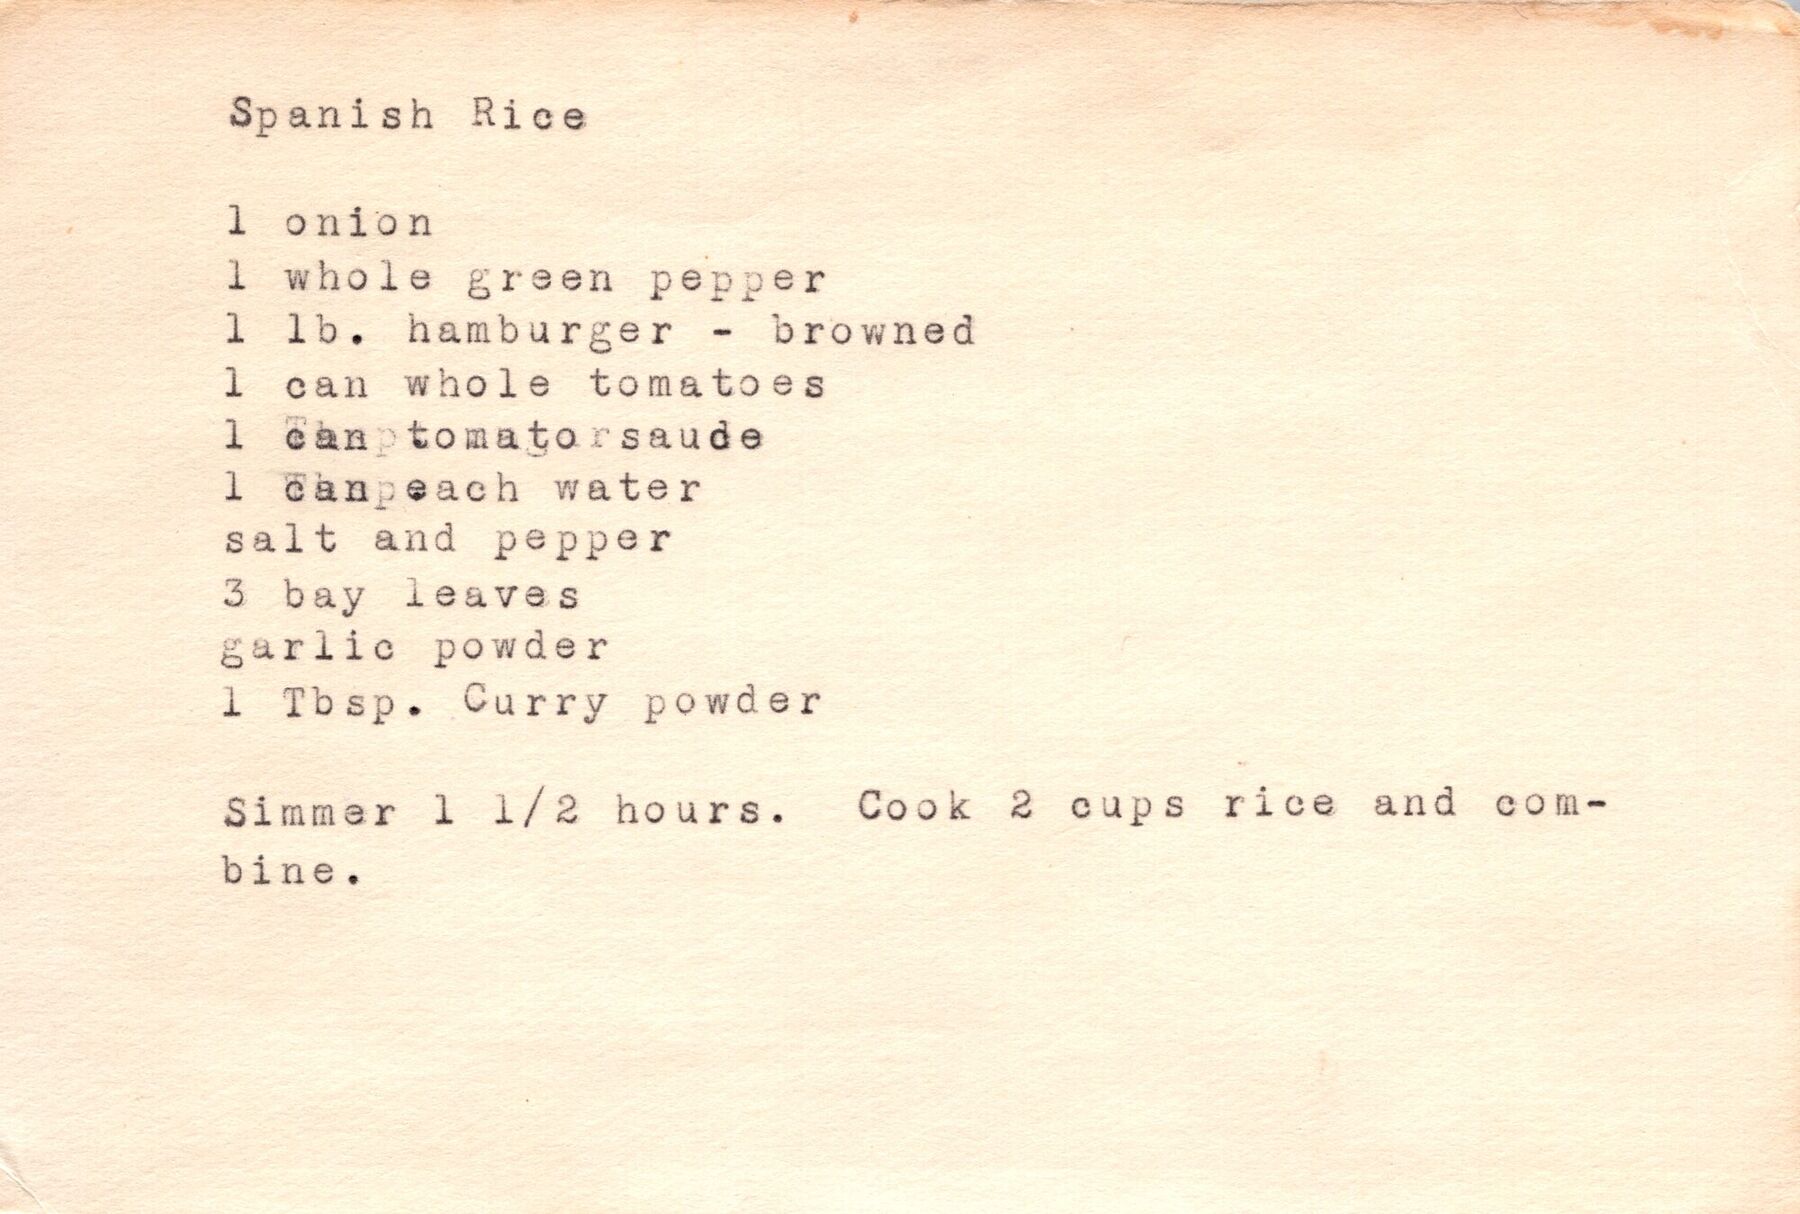 Spanish Rice
1 onion
1 whole green pepper
1 lb. hamburger - browned
1 can whole tomatoes
1 can tomato saude
1 can peach water
salt and pepper
3 bay leaves
garlic powder
1 Tbsp. Curry powder
Simmer 1 1/2 hours. Cook 2 cups rice and com-
bine.